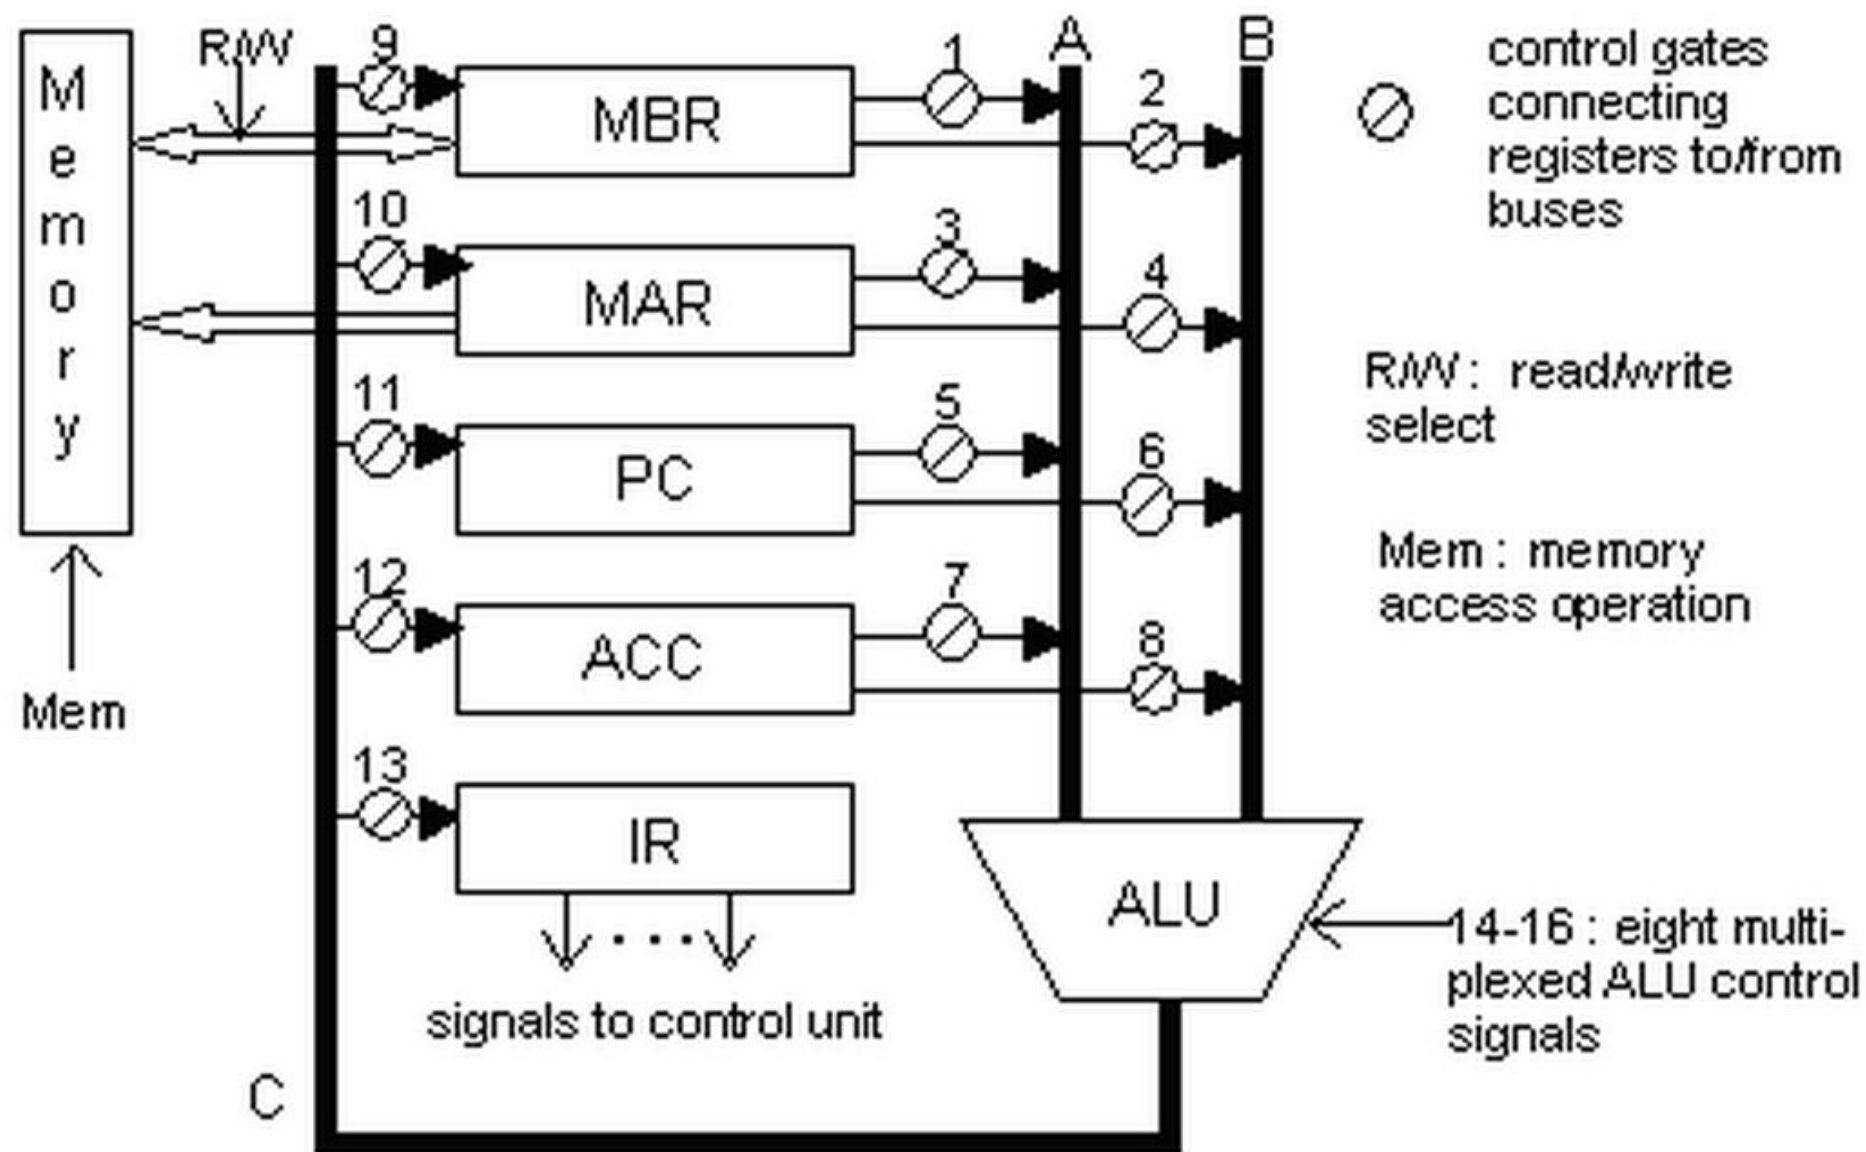 R/W
9
1
A
B
2
control gates
connecting
registers to/from
buses
Memory
MBR
10
3
4
MAR
R/W : read/write
select
11
5
6
PC
Mem : memory
access operation
12
7
8
ACC
Mem
13
IR
ALU
14-16 : eight multi-
plexed ALU control
signals
signals to control unit
C